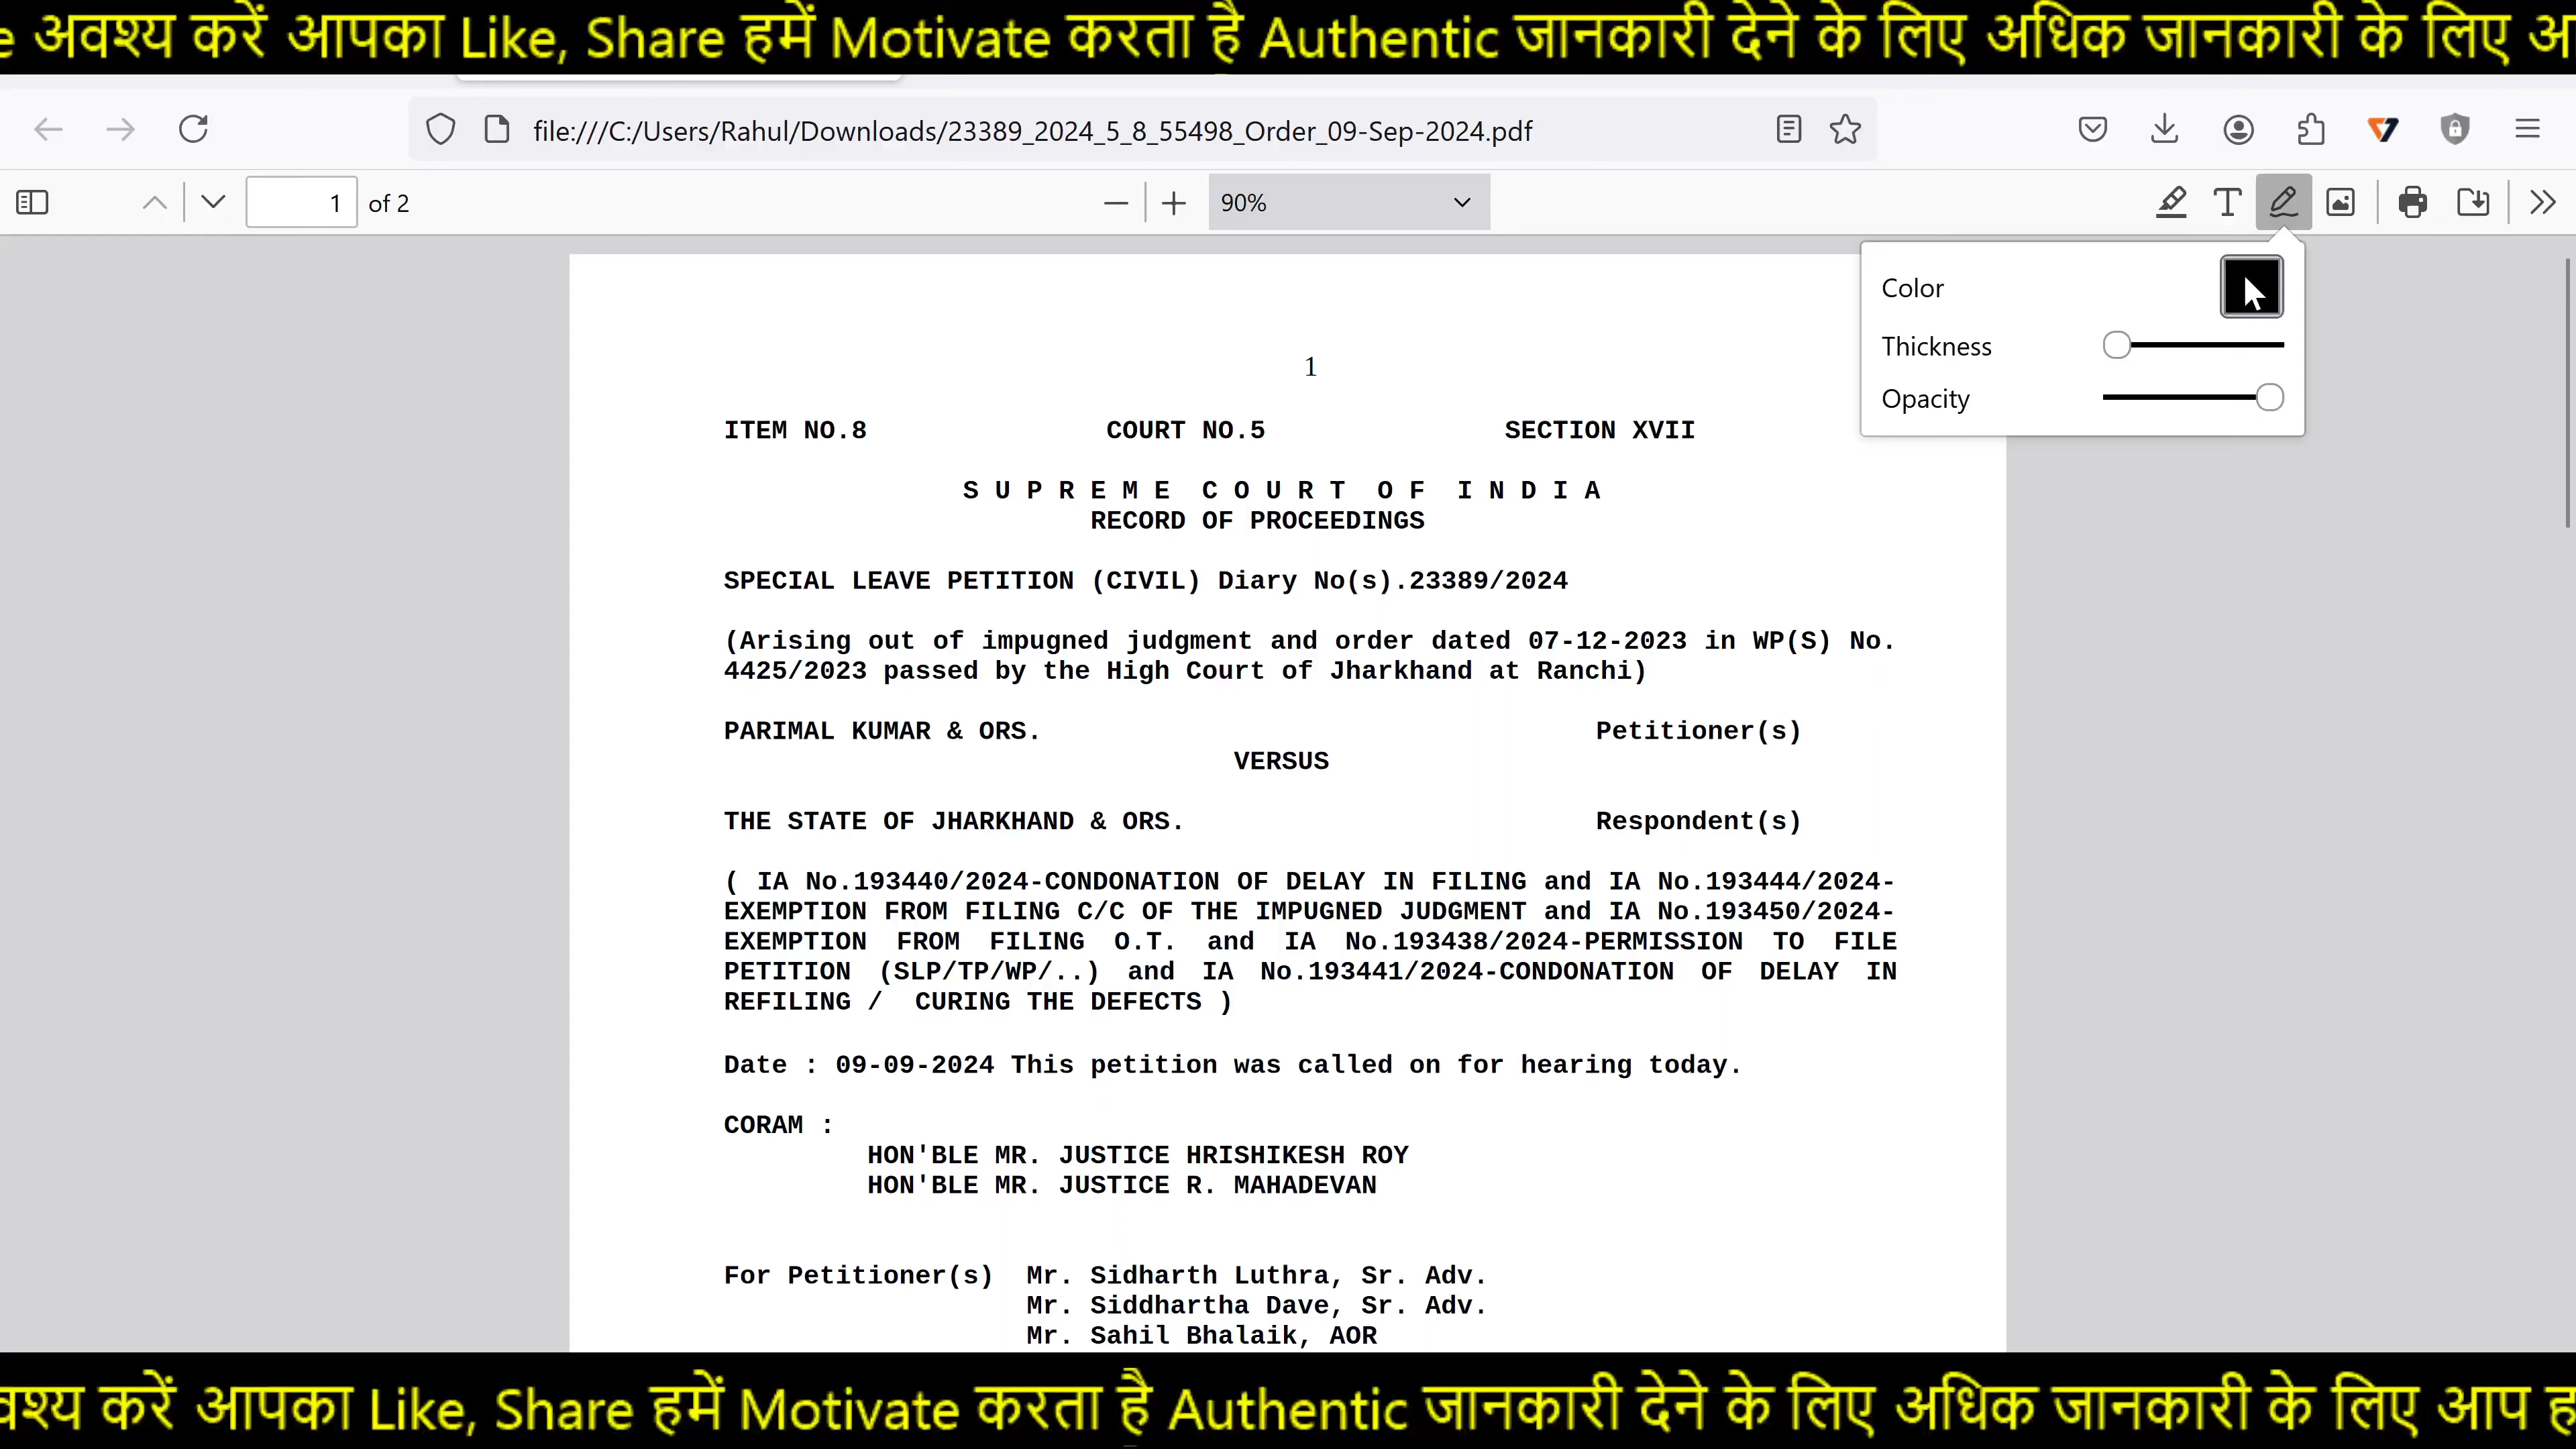 e अवश्य करें आपका Like, Share हमें Motivate करता है Authentic जानकारी देने के लिए अधिक जानकारी के लिए अ
file:///C:/Users/Rahul/Downloads/23389_2024_5_8_55498_Order_09-Sep-2024.pdf
1 of 2
90%
Color
Thickness
Opacity
1
ITEM NO.8 COURT NO.5 SECTION XVII
S U P R E M E C O U R T O F I N D I A
RECORD OF PROCEEDINGS
SPECIAL LEAVE PETITION (CIVIL) Diary No(s).23389/2024
(Arising out of impugned judgment and order dated 07-12-2023 in WP(S) No.
4425/2023 passed by the High Court of Jharkhand at Ranchi)
PARIMAL KUMAR & ORS. Petitioner(s)
VERSUS
THE STATE OF JHARKHAND & ORS. Respondent(s)
( IA No.193440/2024-CONDONATION OF DELAY IN FILING and IA No.193444/2024-
EXEMPTION FROM FILING C/C OF THE IMPUGNED JUDGMENT and IA No.193450/2024-
EXEMPTION FROM FILING O.T. and IA No.193438/2024-PERMISSION TO FILE
PETITION (SLP/TP/WP/..) and IA No.193441/2024-CONDONATION OF DELAY IN
REFILING / CURING THE DEFECTS )
Date : 09-09-2024 This petition was called on for hearing today.
CORAM :
HON'BLE MR. JUSTICE HRISHIKESH ROY
HON'BLE MR. JUSTICE R. MAHADEVAN
For Petitioner(s) Mr. Sidharth Luthra, Sr. Adv.
Mr. Siddhartha Dave, Sr. Adv.
Mr. Sahil Bhalaik, AOR
वश्य करें आपका Like, Share हमें Motivate करता है Authentic जानकारी देने के लिए अधिक जानकारी के लिए आप ह